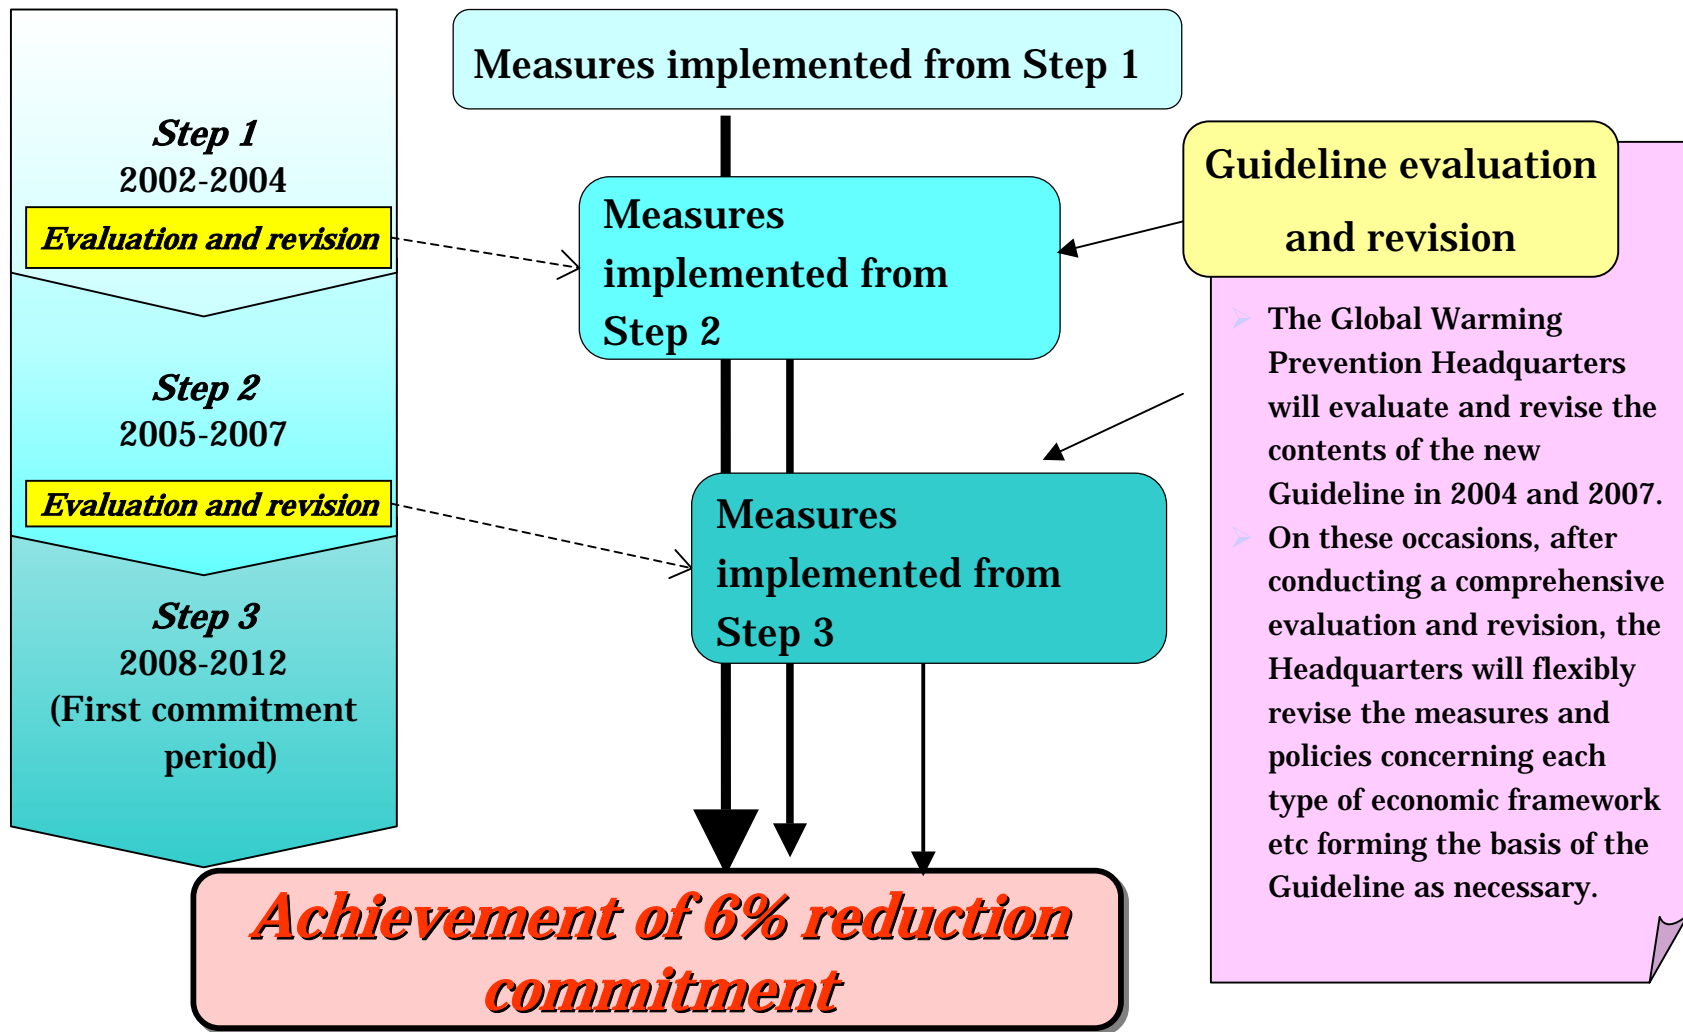 Measures implemented from Step 1
Step 1
2002-2004
Evaluation and revision
Step 2
2005-2007
Evaluation and revision
Step 3
2008-2012
(First commitment
period)
Measures
implemented from
Step 2
Measures
implemented from
Step 3
Guideline evaluation
and revision
The Global Warming
Prevention Headquarters
will evaluate and revise the
contents of the new
Guideline in 2004 and 2007.
On these occasions, after
conducting a comprehensive
evaluation and revision, the
Headquarters will flexibly
revise the measures and
policies concerning each
type of economic framework
etc forming the basis of the
Guideline as necessary.
Achievement of 6% reduction
commitment